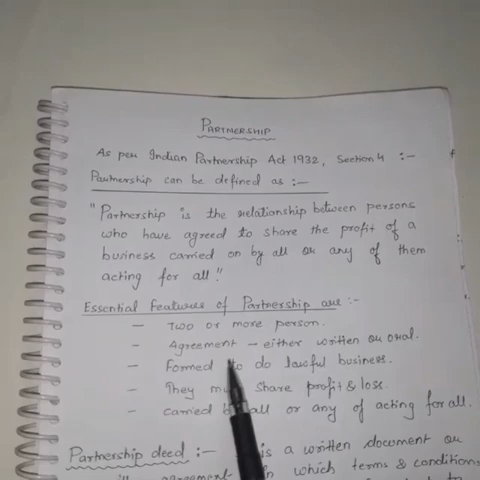 PARTNERSHIP
As per Indian Partnership Act 1932, Section 4 :-
Partnership can be defined as :-
"Partnership is the relationship between persons
who have agreed to share the profit of a
business carried on by all or any of them
acting for all."
Essential Features of Partnership are :-
- Two or more person.
- Agreement - either written or oral.
- Formed to do lawful business.
- They share profit & loss.
- carried by all or any of acting for all.
Partnership deed :- is a written document or
agreement in which terms & conditions